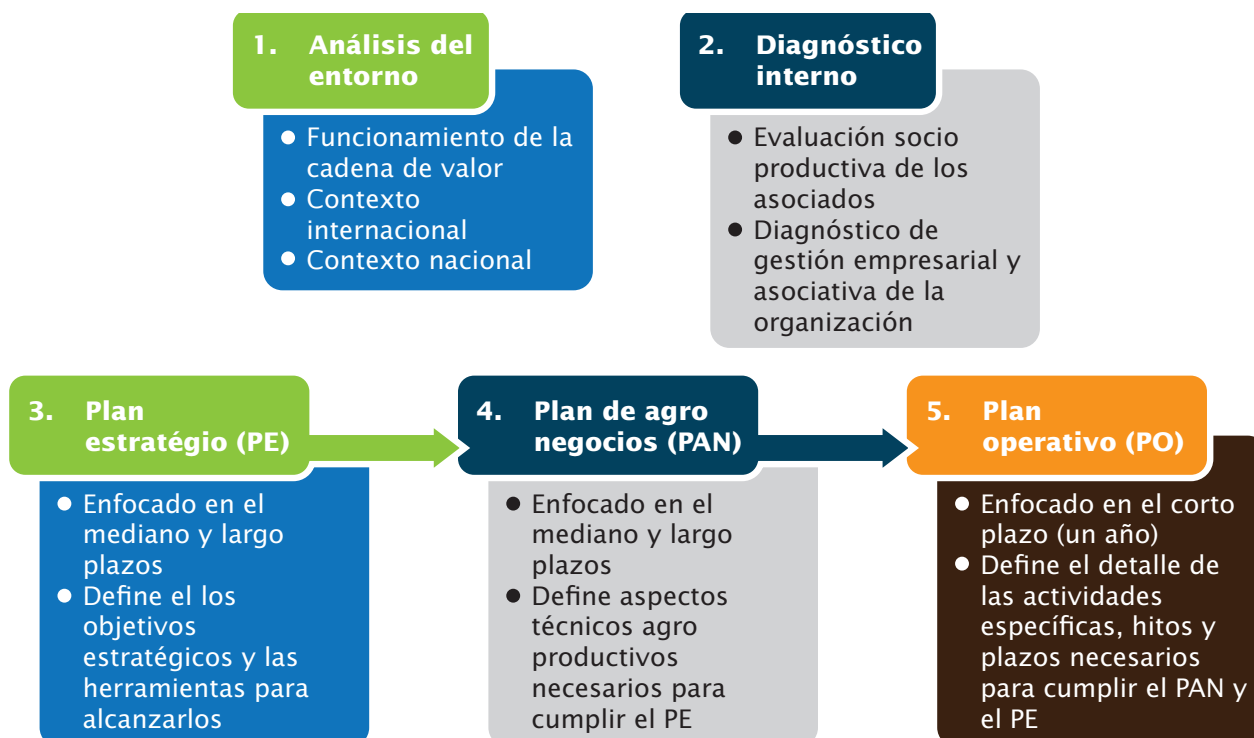 1. Análisis del
entorno
● Funcionamiento de la
cadena de valor
● Contexto
internacional
● Contexto nacional
2. Diagnóstico
interno
● Evaluación socio
productiva de los
asociados
● Diagnóstico de
gestión empresarial y
asociativa de la
organización
3. Plan
estratégio (PE)
● Enfocado en el
mediano y largo
plazos
● Define el los
objetivos
estratégicos y las
herramientas para
alcanzarlos
4. Plan de agro
negocios (PAN)
● Enfocado en el
mediano y largo
plazos
● Define aspectos
técnicos agro
productivos
necesarios para
cumplir el PE
5. Plan
operativo (PO)
● Enfocado en el corto
plazo (un año)
● Define el detalle de
las actividades
específicas, hitos y
plazos necesarios
para cumplir el PAN y
el PE